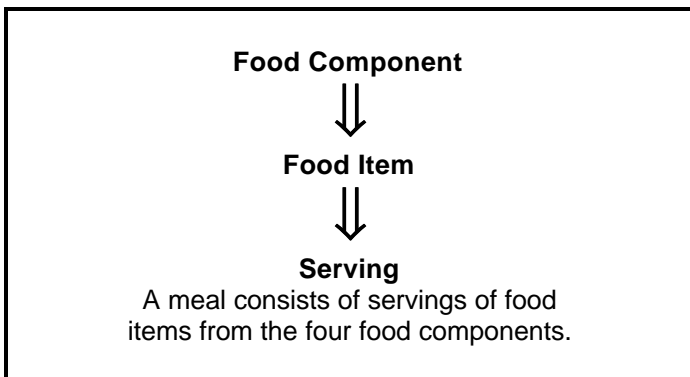 Food Component
Food Item
Serving
A meal consists of servings of food
items from the four food components.